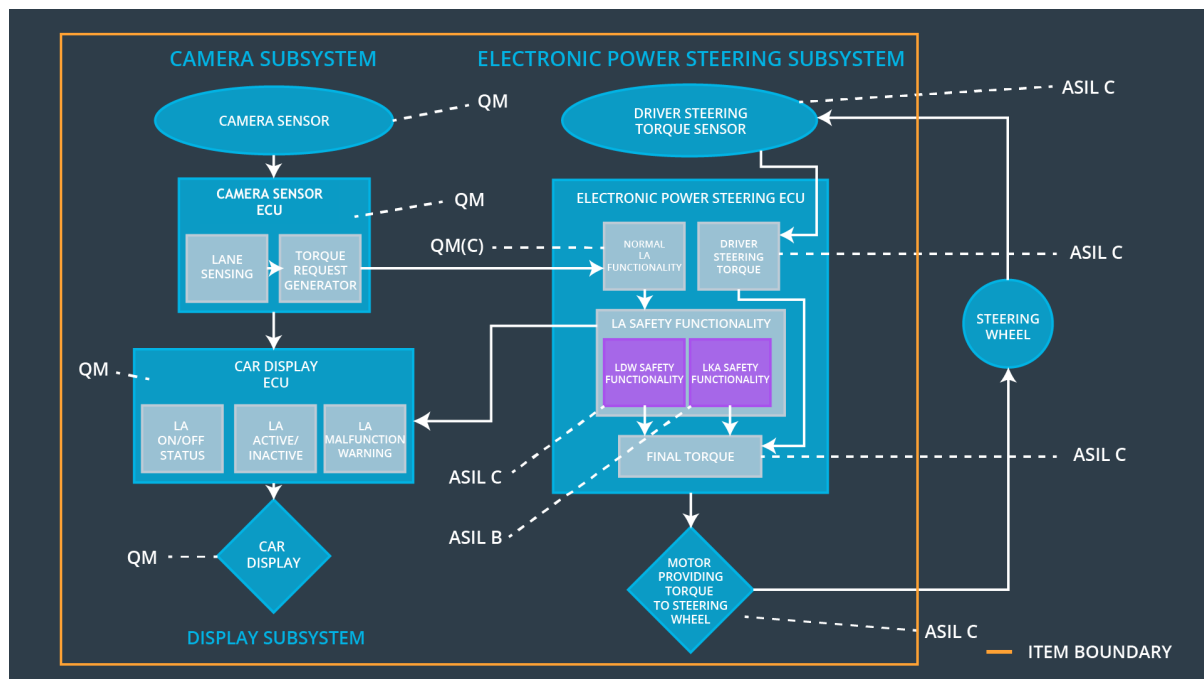 CAMERA SUBSYSTEM
ELECTRONIC POWER STEERING SUBSYSTEM
CAMERA SENSOR
QM
DRIVER STEERING
TORQUE SENSOR
ASIL C
CAMERA SENSOR
ECU
QM
LANE
SENSING
TORQUE
REQUEST
GENERATOR
ELECTRONIC POWER STEERING ECU
QM(C)
NORMAL
LA
FUNCTIONALITY
DRIVER
STEERING
TORQUE
ASIL C
STEERING
WHEEL
LA SAFETY FUNCTIONALITY
LDW SAFETY
FUNCTIONALITY
LKA SAFETY
FUNCTIONALITY
QM
CAR DISPLAY
ECU
LA
ON/OFF
STATUS
LA
ACTIVE/
INACTIVE
LA
MALFUNCTION
WARNING
FINAL TORQUE
ASIL C
ASIL C
ASIL B
QM
CAR
DISPLAY
MOTOR
PROVIDING
TORQUE
TO STEERING
WHEEL
ASIL C
DISPLAY SUBSYSTEM
ITEM BOUNDARY